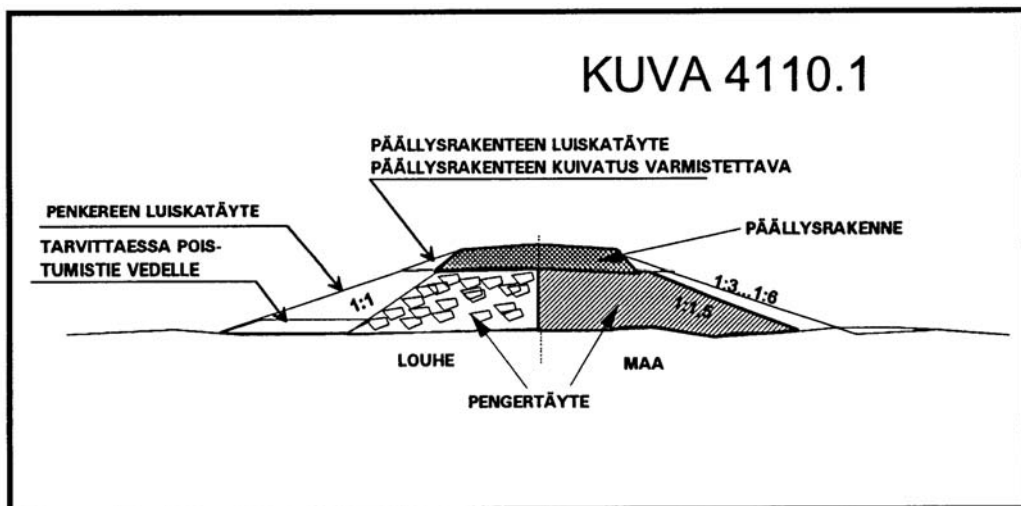 KUVA 4110.1
PÄÄLLYSRAKENTEEN LUISKATÄYTE
PÄÄLLYSRAKENTEEN KUIVATUS VARMISTETTAVA
PENKEREEN LUISKATÄYTE
TARVITTAESSA POIS-
TUMISTIE VEDELLE
PÄÄLLYSRAKENNE
1:1
1:3...1:6
1:1,5
LOUHE
MAA
PENGERTÄYTE